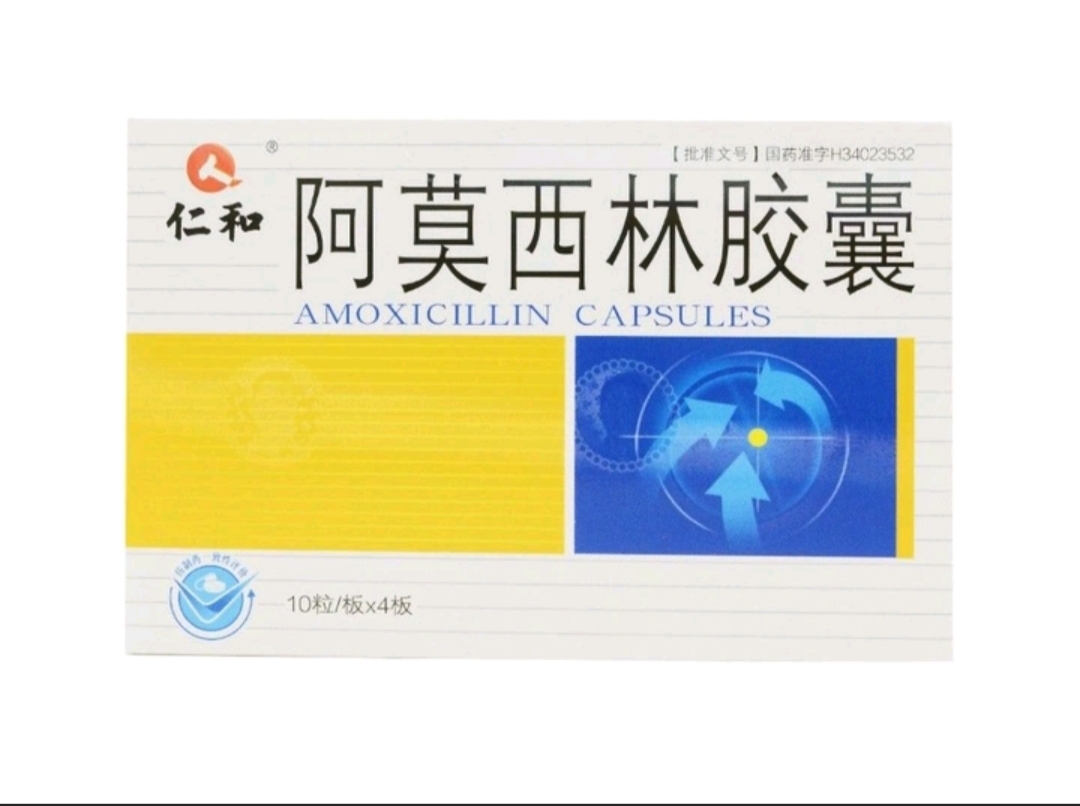 ®
【批准文号】国药准字H34023532
仁和
阿莫西林胶囊
AMOXICILLIN CAPSULES
仿制药一致性评价
10粒/板x4板